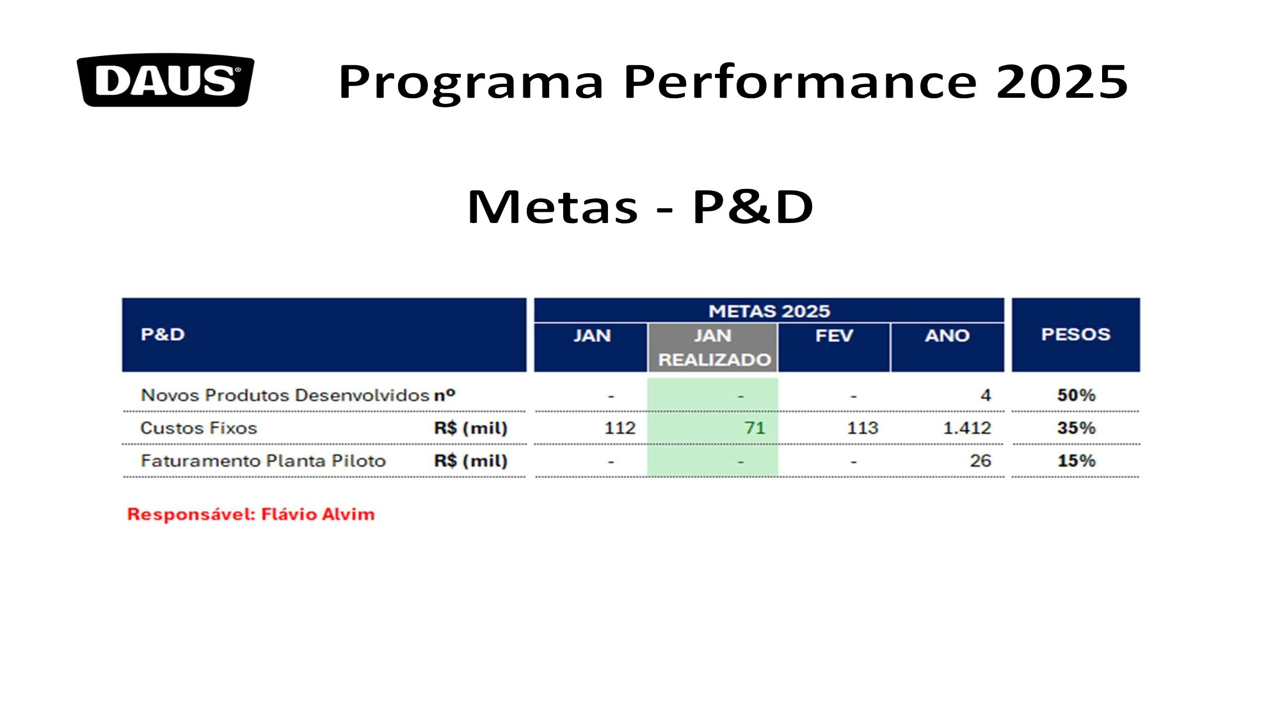 DAUS®
Programa Performance 2025
Metas - P&D
P&D METAS 2025 PESOS
JAN JAN REALIZADO FEV ANO
Novos Produtos Desenvolvidos nº - - - 4 50%
Custos Fixos R$ (mil) 112 71 113 1.412 35%
Faturamento Planta Piloto R$ (mil) - - - 26 15%
Responsável: Flávio Alvim